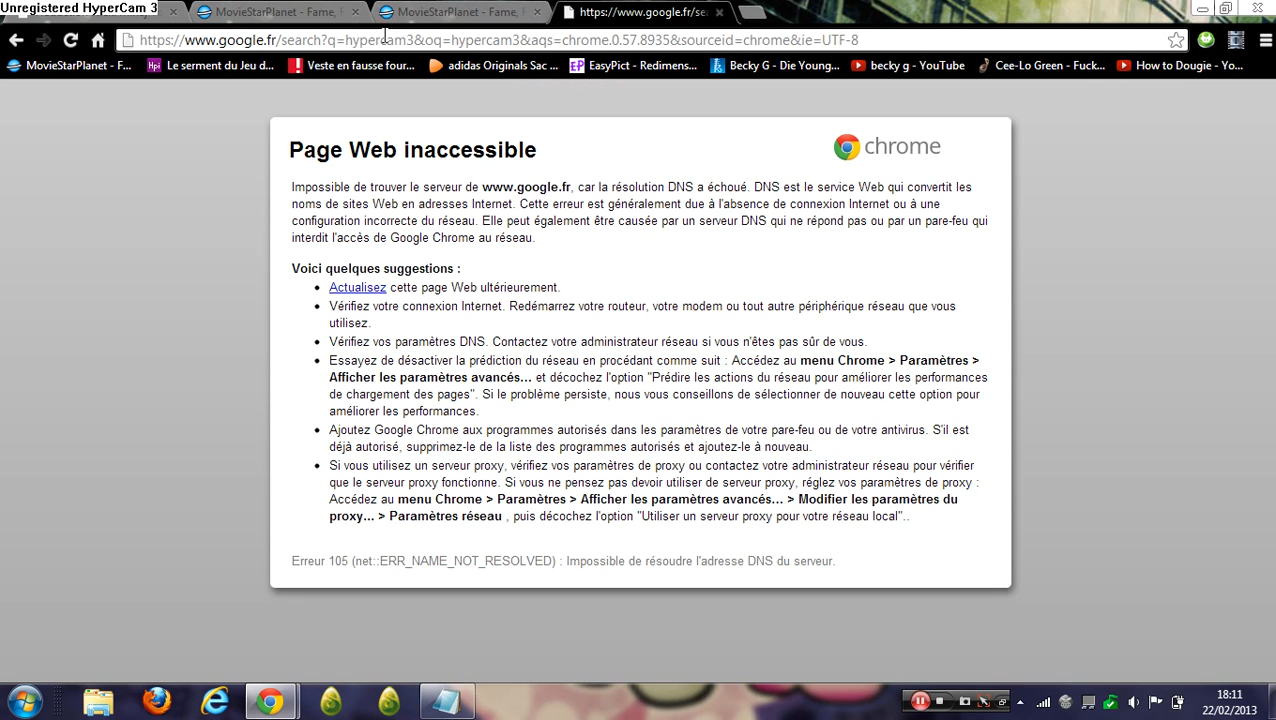 Unregistered HyperCam 3
MovieStarPlanet - Fame, F
MovieStarPlanet - Fame, F
https://www.google.fr/sea
https://www.google.fr/search?q=hypercam3&oq=hypercam3&aqs=chrome.0.57.8935&sourceid=chrome&ie=UTF-8
MovieStarPlanet - F... Hpi Le serment du Jeu d... Veste en fausse four... adidas Originals Sac ... EP EasyPict - Redimens... Becky G - Die Young... becky g - YouTube Cee-Lo Green - Fuck... How to Dougie - Yo...
Page Web inaccessible
chrome
Impossible de trouver le serveur de www.google.fr, car la résolution DNS a échoué. DNS est le service Web qui convertit les
noms de sites Web en adresses Internet. Cette erreur est généralement due à l'absence de connexion Internet ou à une
configuration incorrecte du réseau. Elle peut également être causée par un serveur DNS qui ne répond pas ou par un pare-feu qui
interdit l'accès de Google Chrome au réseau.
Voici quelques suggestions :
• Actualisez cette page Web ultérieurement.
• Vérifiez votre connexion Internet. Redémarrez votre routeur, votre modem ou tout autre périphérique réseau que vous
utilisez.
• Vérifiez vos paramètres DNS. Contactez votre administrateur réseau si vous n'êtes pas sûr de vous.
• Essayez de désactiver la prédiction du réseau en procédant comme suit : Accédez au menu Chrome > Paramètres >
Afficher les paramètres avancés... et décochez l'option "Prédire les actions du réseau pour améliorer les performances
de chargement des pages". Si le problème persiste, nous vous conseillons de sélectionner de nouveau cette option pour
améliorer les performances.
• Ajoutez Google Chrome aux programmes autorisés dans les paramètres de votre pare-feu ou de votre antivirus. S'il est
déjà autorisé, supprimez-le de la liste des programmes autorisés et ajoutez-le à nouveau.
• Si vous utilisez un serveur proxy, vérifiez vos paramètres de proxy ou contactez votre administrateur réseau pour vérifier
que le serveur proxy fonctionne. Si vous ne pensez pas devoir utiliser de serveur proxy, réglez vos paramètres de proxy :
Accédez au menu Chrome > Paramètres > Afficher les paramètres avancés... > Modifier les paramètres du
proxy... > Paramètres réseau , puis décochez l'option "Utiliser un serveur proxy pour votre réseau local"..
Erreur 105 (net::ERR_NAME_NOT_RESOLVED) : Impossible de résoudre l'adresse DNS du serveur.
18:11
22/02/2013